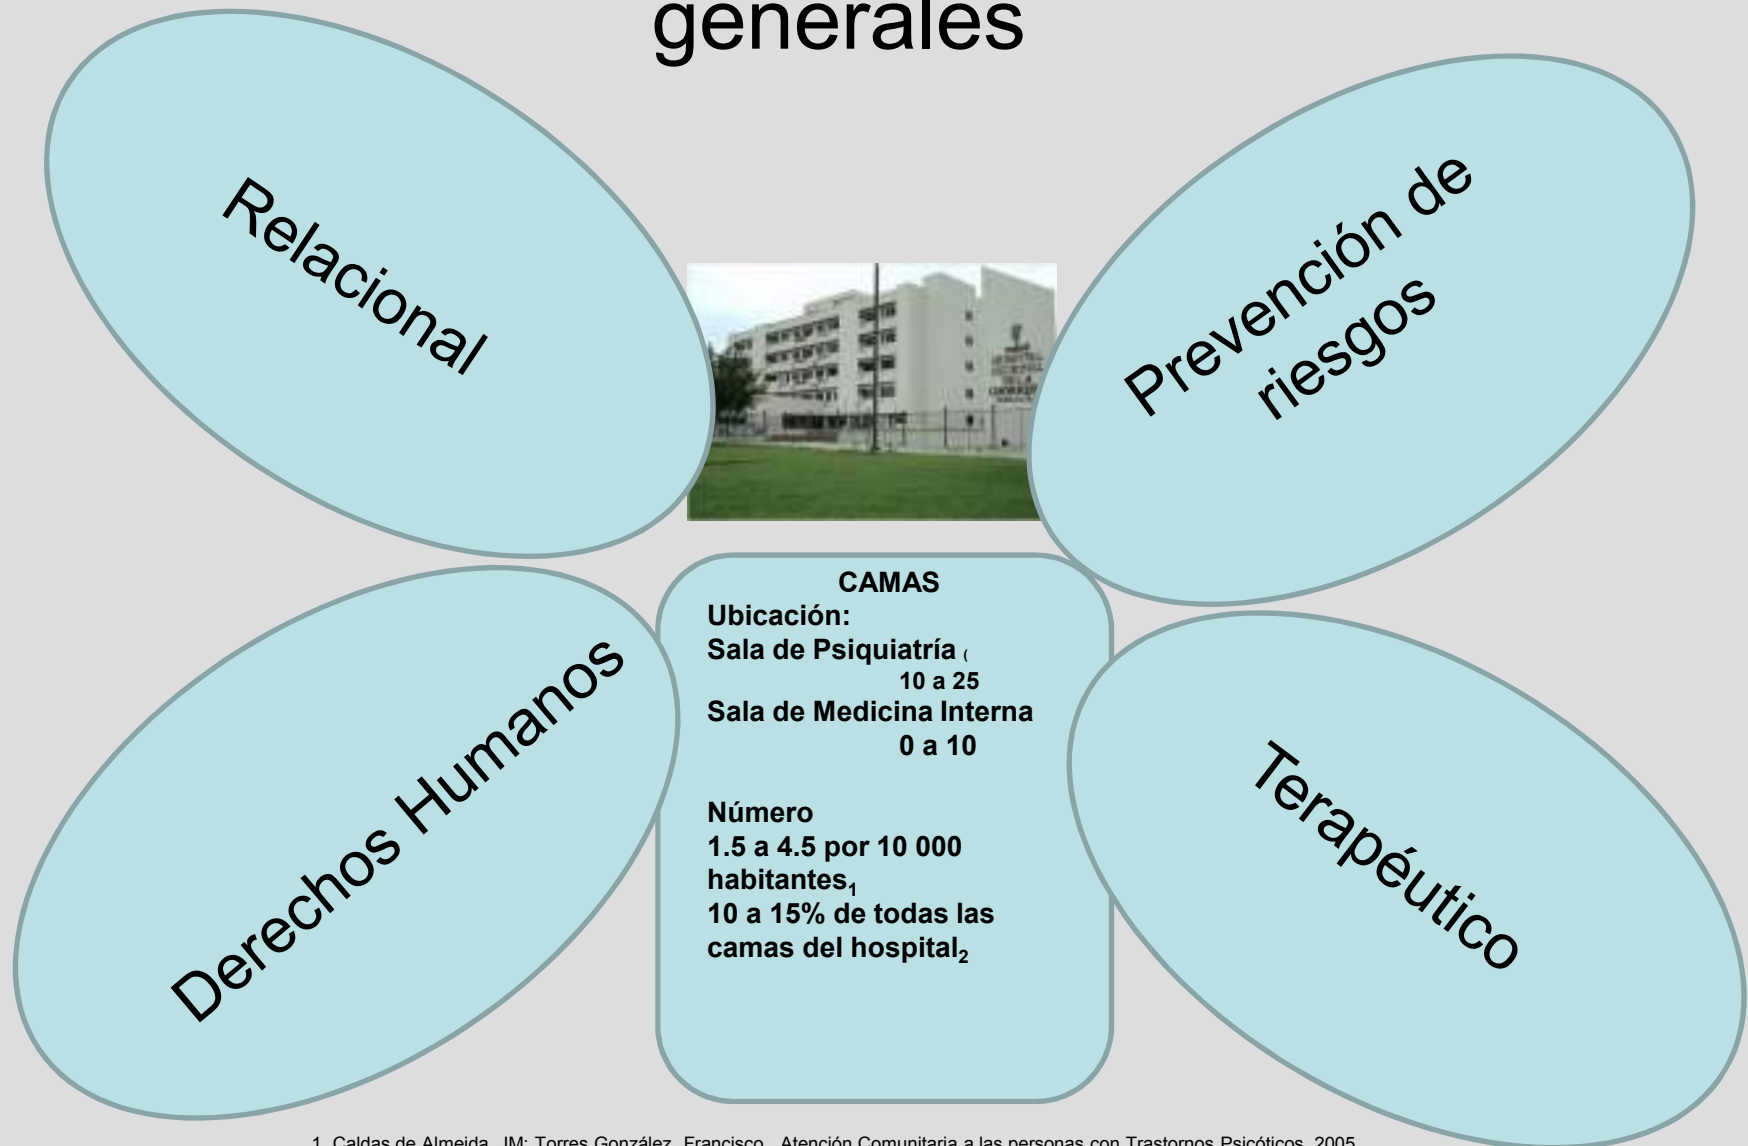 generales
Relacional
Prevención de
riesgos
CAMAS
Ubicación:
Sala de Psiquiatría (
10 a 25
Sala de Medicina Interna
0 a 10
Número
1.5 a 4.5 por 10 000
habitantes1
10 a 15% de todas las
camas del hospital2
Derechos Humanos
Terapéutico
1. Caldas de Almeida, JM; Torres González, Francisco. Atención Comunitaria a las personas con Trastornos Psicóticos. 2005